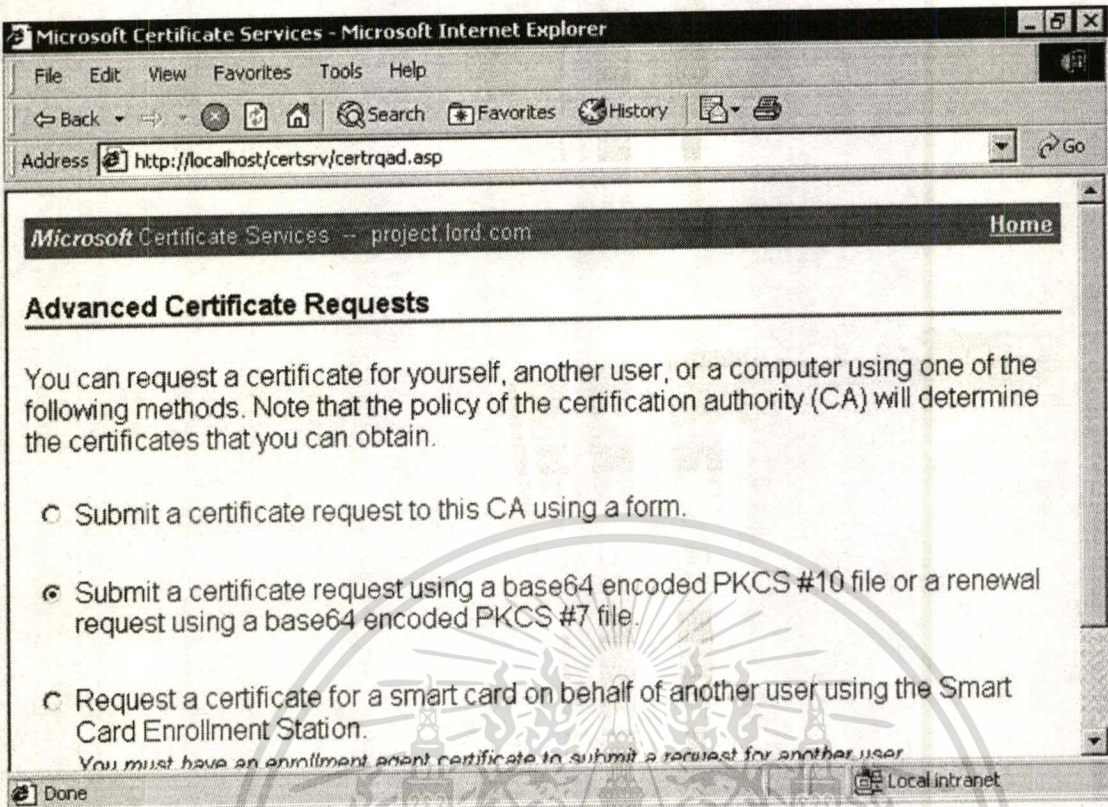 Microsoft Certificate Services - Microsoft Internet Explorer
File Edit View Favorites Tools Help
Back Search Favorites History
Address http://localhost/certsrv/certrqad.asp Go
Microsoft Certificate Services -- project.lord.com Home
Advanced Certificate Requests
You can request a certificate for yourself, another user, or a computer using one of the
following methods. Note that the policy of the certification authority (CA) will determine
the certificates that you can obtain.
Submit a certificate request to this CA using a form.
Submit a certificate request using a base64 encoded PKCS #10 file or a renewal
request using a base64 encoded PKCS #7 file.
Request a certificate for a smart card on behalf of another user using the Smart
Card Enrollment Station.
You must have an enrollment agent certificate to submit a request for another user.
Done Local intranet